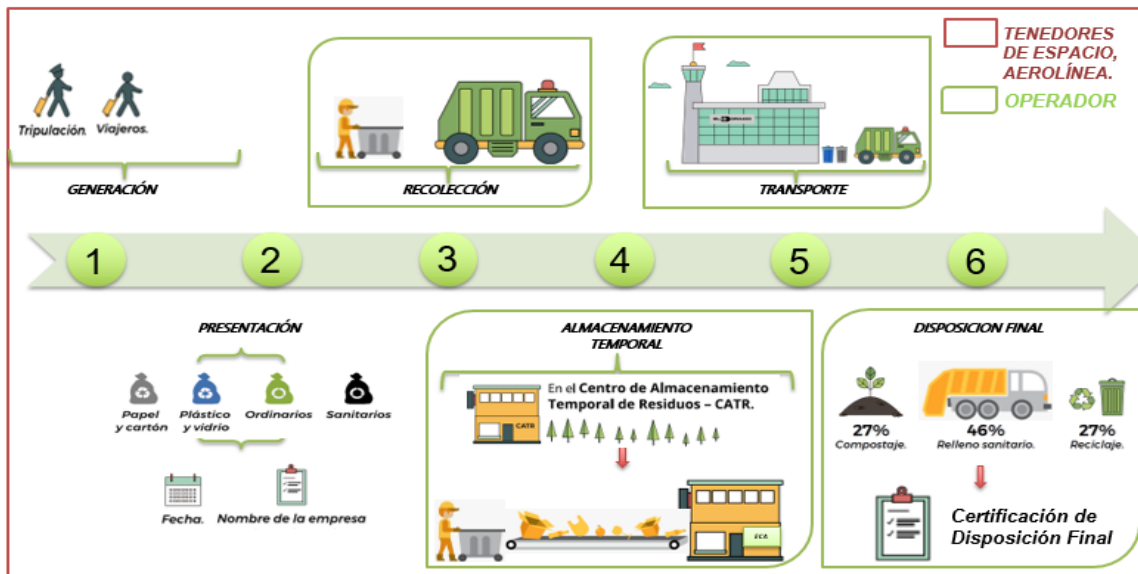 TENEDORES
DE ESPACIO,
AEROLÍNEA.
OPERADOR
Tripulación.
Viajeros.
GENERACIÓN
RECOLECCIÓN
TRANSPORTE
1
2
3
4
5
6
PRESENTACIÓN
Papel
y cartón
Plástico
y vidrio
Ordinarios
Sanitarios
Fecha.
Nombre de la empresa
ALMACENAMIENTO
TEMPORAL
En el Centro de Almacenamiento
Temporal de Residuos – CATR.
CATR
ECA
DISPOSICION FINAL
27%
Compostaje.
46%
Relleno sanitario.
27%
Reciclaje.
Certificación de
Disposición Final